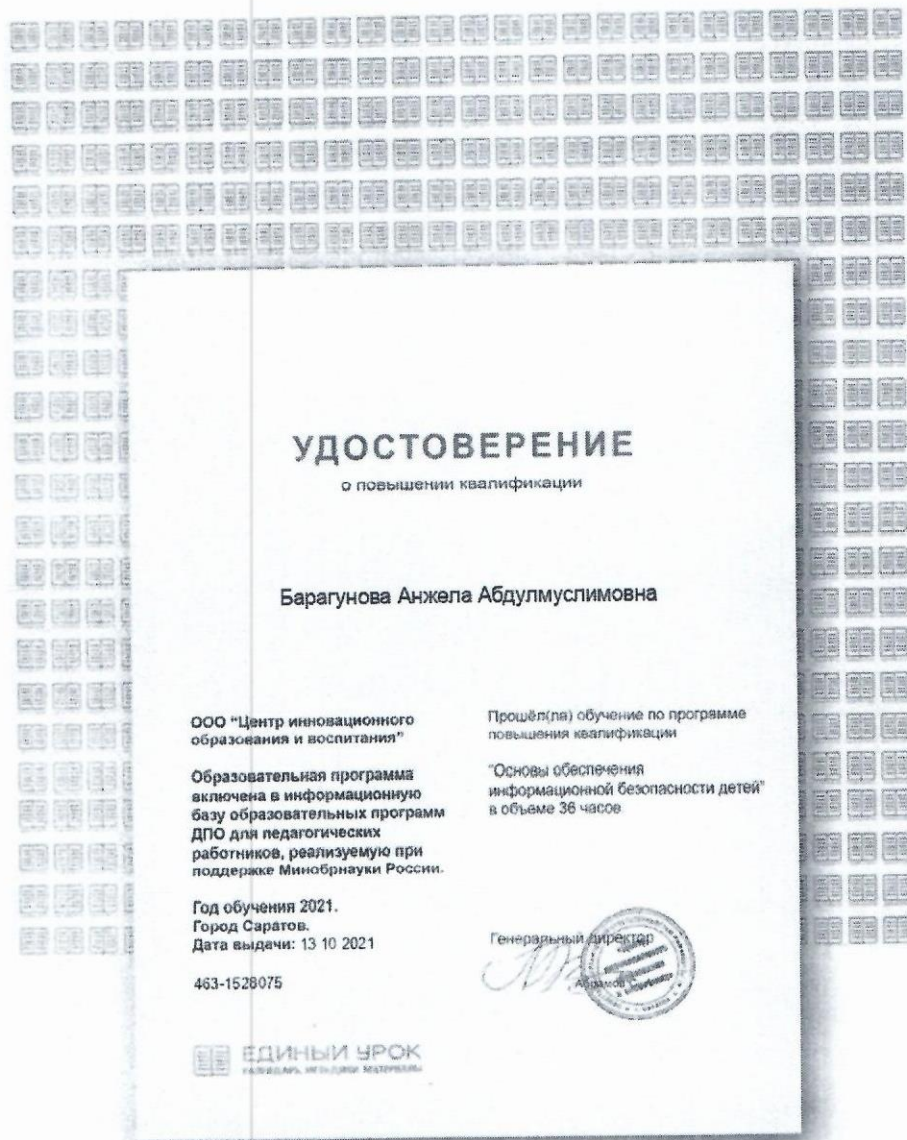 УДОСТОВЕРЕНИЕ
о повышении квалификации
Барагунова Анжела Абдулмуслимовна
ООО "Центр инновационного
образования и воспитания"
Образовательная программа
включена в информационную
базу образовательных программ
ДПО для педагогических
работников, реализуемую при
поддержке Минобрнауки России.
Год обучения 2021.
Город Саратов.
Дата выдачи: 13 10 2021
463-1528075
Прошёл(ла) обучение по программе
повышения квалификации
"Основы обеспечения
информационной безопасности детей"
в объеме 36 часов
Генеральный директор
Абрамов
ЕДИНЫЙ УРОК